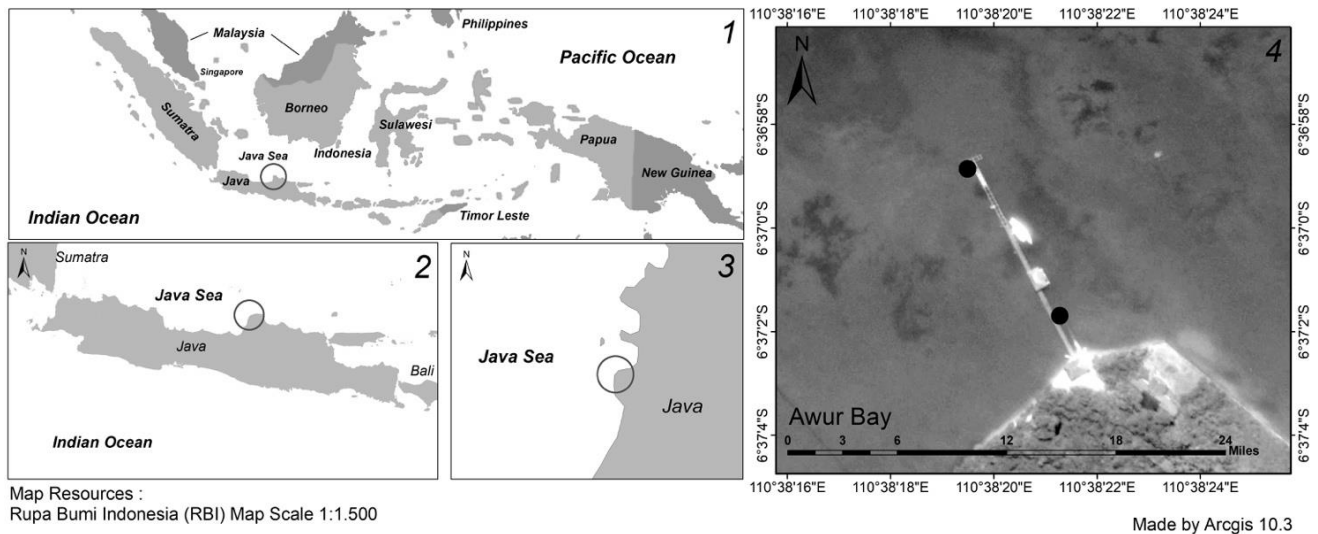 Malaysia
Philippines
1
Singapore
Pacific Ocean
Sumatra
Borneo
Sulawesi
Indonesia
Papua
New Guinea
Java Sea
Java
Indian Ocean
Timor Leste
N
Sumatra
2
Java Sea
Java
Bali
Indian Ocean
N
3
Java Sea
Java
110°38'16"E 110°38'18"E 110°38'20"E 110°38'22"E 110°38'24"E
N
4
6°36'58"S
6°36'58"S
6°37'0"S
6°37'0"S
6°37'2"S
6°37'2"S
6°37'4"S
6°37'4"S
Awur Bay
0 3 6 12 18 24
Miles
110°38'16"E 110°38'18"E 110°38'20"E 110°38'22"E 110°38'24"E
Map Resources :
Rupa Bumi Indonesia (RBI) Map Scale 1:1.500
Made by Arcgis 10.3